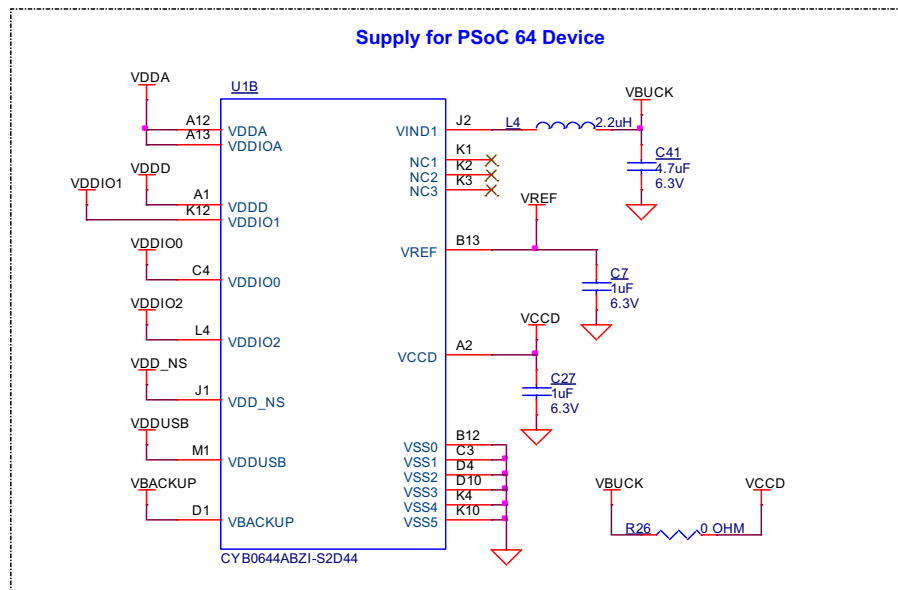 Supply for PSoC 64 Device
VDDA
U1B
VBUCK
A12
VDDA
J2
VIND1
L4
2.2uH
A13
VDDIOA
K1
NC1
C41
4.7uF
6.3V
K2
NC2
VDDD
K3
NC3
VDDIO1
A1
VDDD
VREF
K12
VDDIO1
B13
VREF
VDDIO0
C4
VDDIO0
C7
1uF
6.3V
VDDIO2
VCCD
L4
VDDIO2
A2
VCCD
VDD_NS
C27
1uF
6.3V
J1
VDD_NS
VDDUSB
B12
VSS0
C3
VSS1
M1
VDDUSB
D4
VSS2
D10
VSS3
VBACKUP
K4
VSS4
VBUCK
VCCD
D1
VBACKUP
K10
VSS5
R26
0 OHM
CYB0644ABZI-S2D44